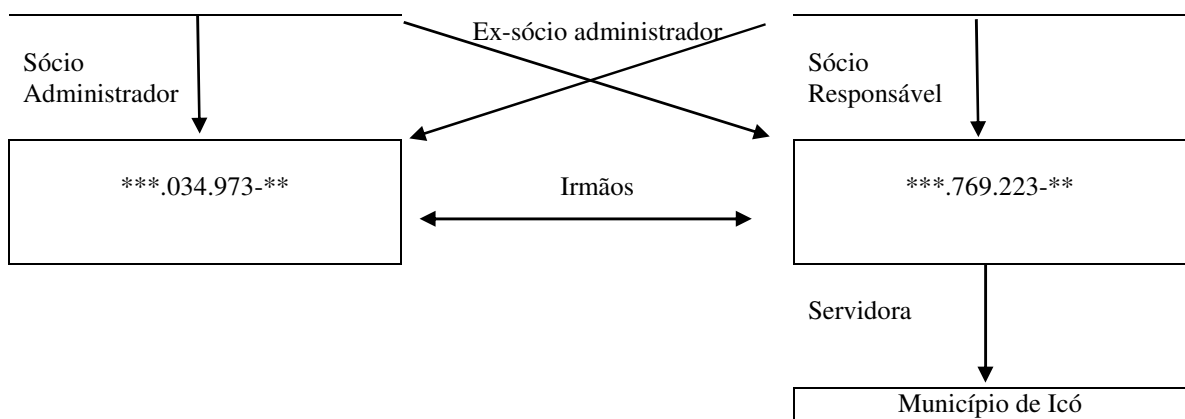 Ex-sócio administrador
Sócio
Administrador
Sócio
Responsável
***.034.973-**
Irmãos
***.769.223-**
Servidora
Município de Icó